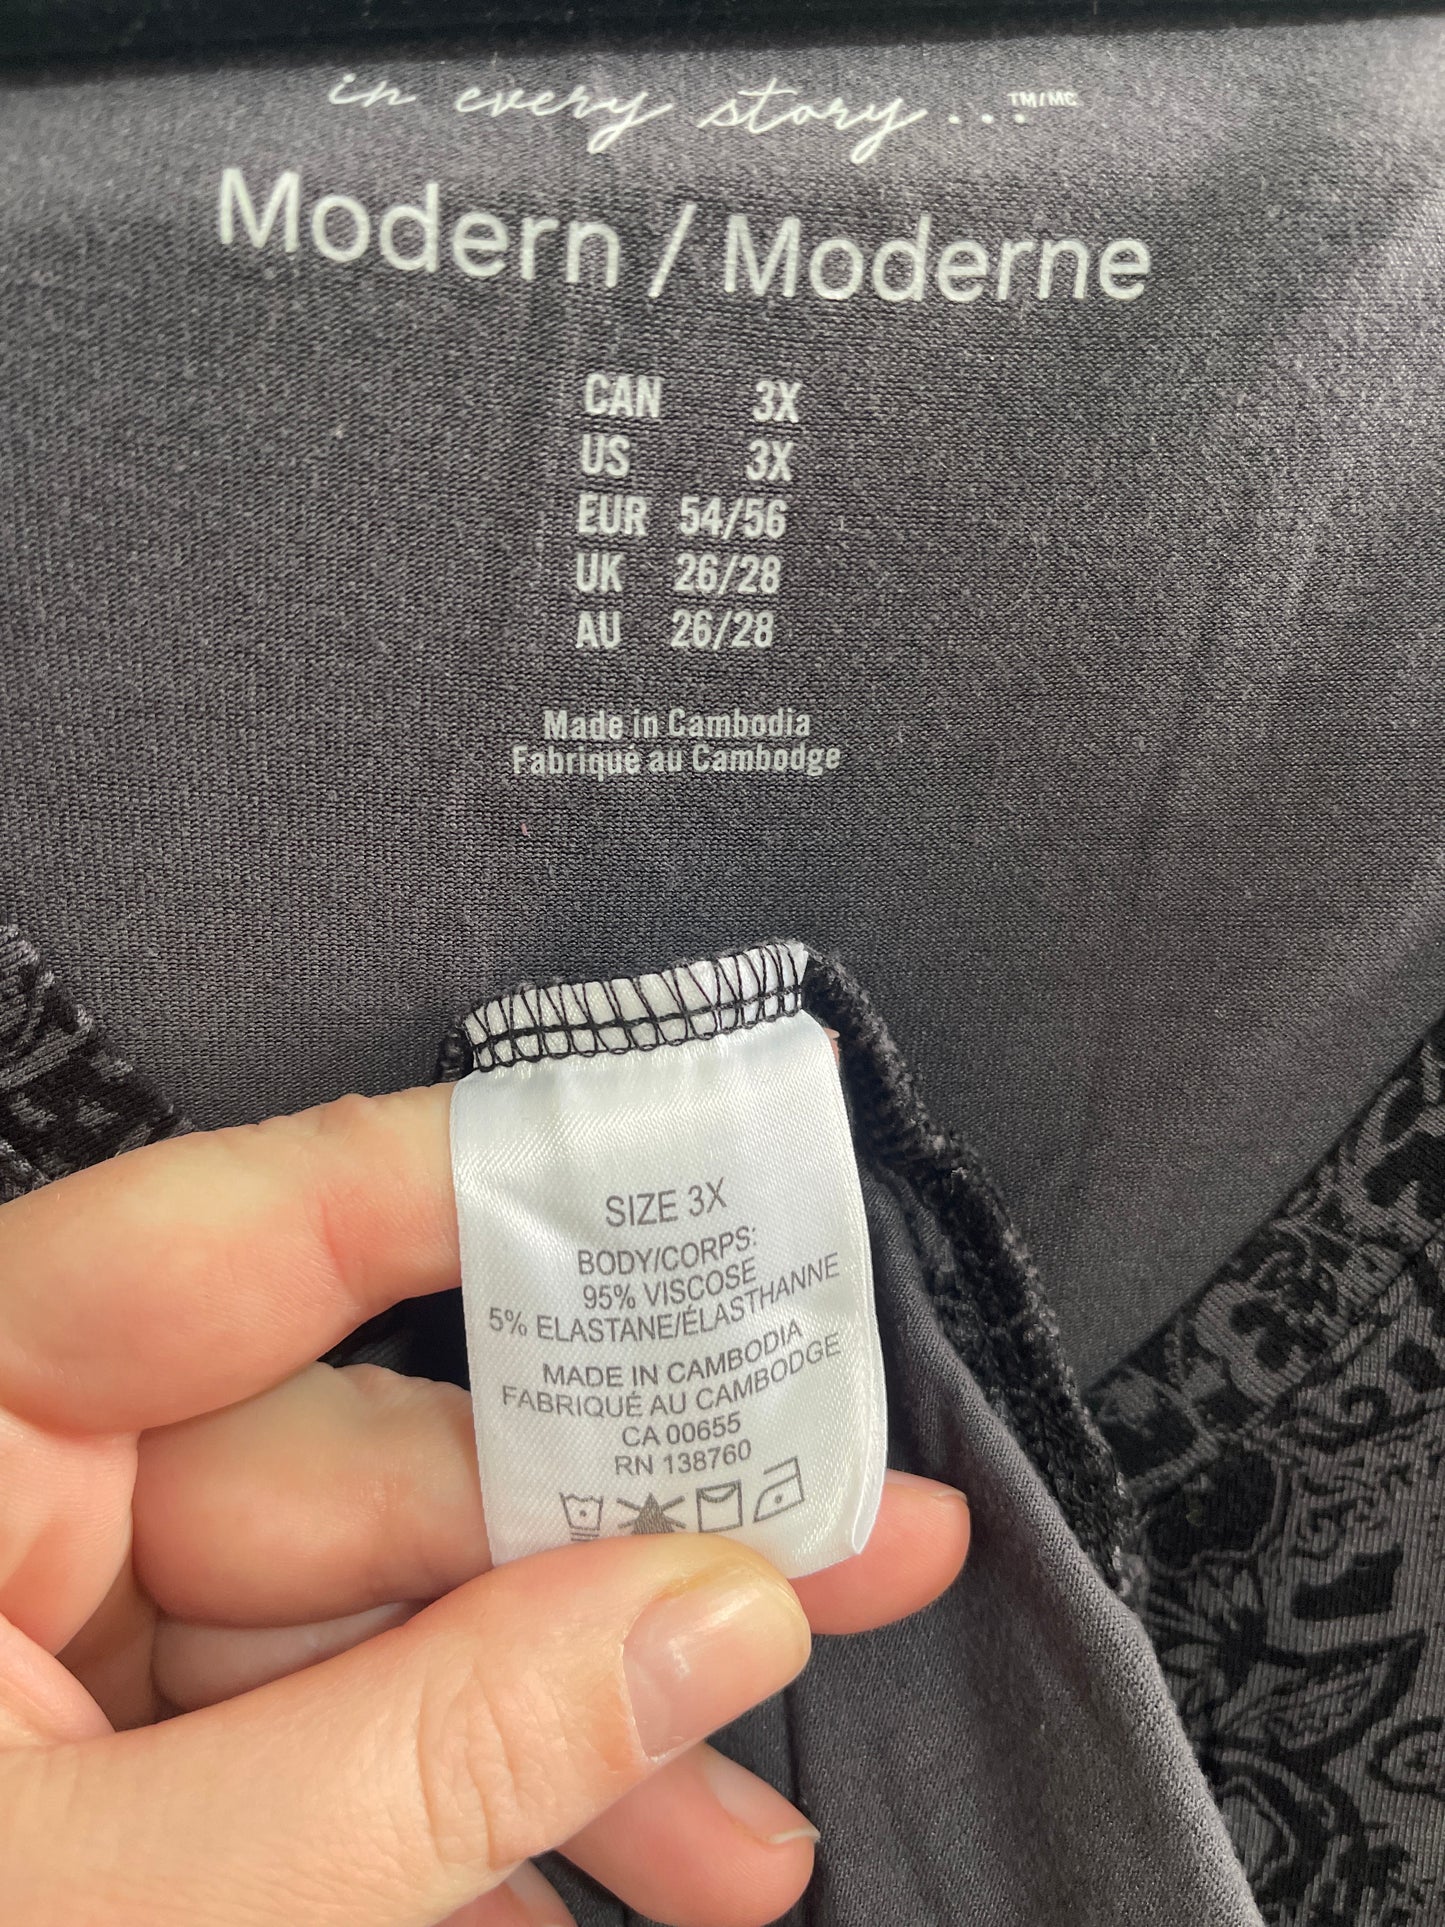 in every story...TM/MC
Modern / Moderne
CAN 3X
US 3X
EUR 54/56
UK 26/28
AU 26/28
Made in Cambodia
Fabriqué au Cambodge
SIZE 3X
BODY/CORPS:
95% VISCOSE
5% ELASTANE/ÉLASTHANNE
MADE IN CAMBODIA
FABRIQUÉ AU CAMBODGE
CA 00655
RN 138760